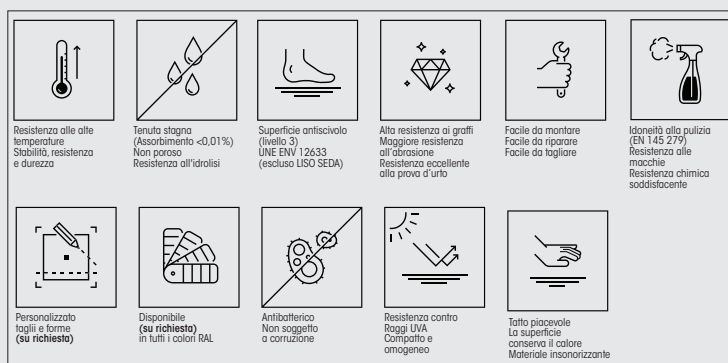 Resistenza alle alte
temperature
Stabilità, resistenza
e durezza
Tenuta stagna
(Assorbimento <0,01%)
Non poroso
Resistenza all'idrolisi
Superficie antiscivolo
(livello 3)
UNE ENV 12633
(escluso LISO SEDA)
Alta resistenza ai graffi
Maggiore resistenza
all'abrasione
Resistenza eccellente
alla prova d'urto
Facile da montare
Facile da riparare
Facile da tagliare
Idoneità alla pulizia
(EN 145 279)
Resistenza alle
macchie
Resistenza chimica
soddisfacente
Personalizzato
taglii e forme
(su richiesta)
Disponibile
(su richiesta)
in tutti i colori RAL
Antibatterico
Non soggetto
a corruzione
Resistenza contro
Raggi UVA
Compatto e
omogeneo
Tatto piacevole
La superficie
conserva il calore
Materiale insonorizzante